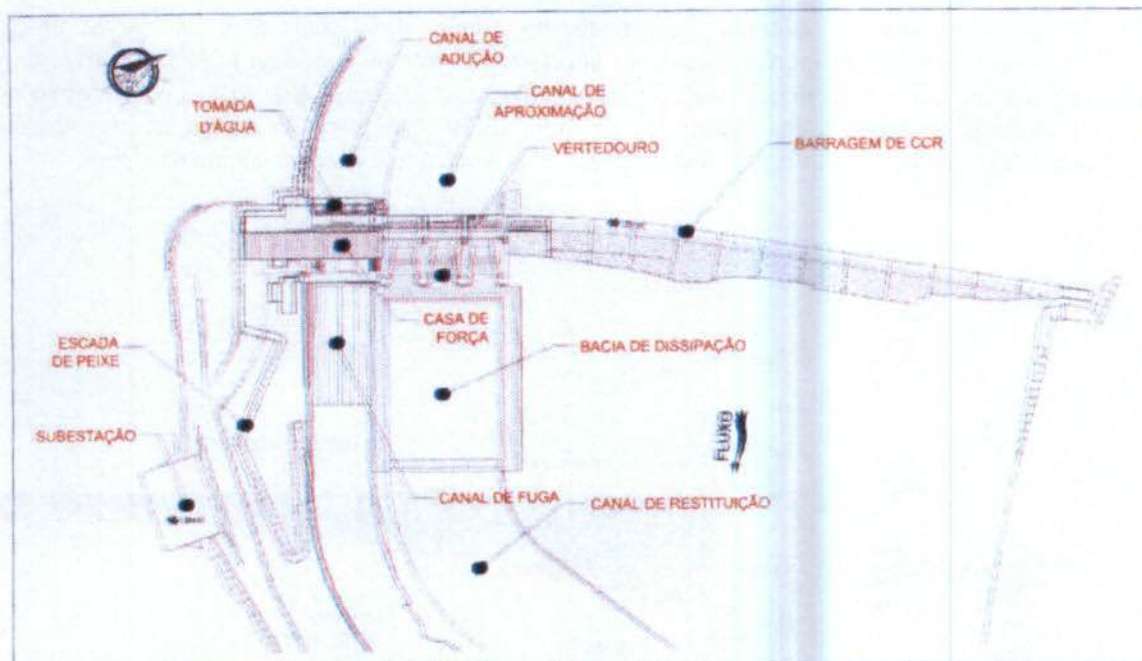 CANAL DE
ADUÇÃO
TOMADA
D'ÁGUA
CANAL DE
APROXIMAÇÃO
VERTEDOURO
BARRAGEM DE CCR
CASA DE
FORÇA
ESCADA
DE PEIXE
BACIA DE DISSIPAÇÃO
FLUXO
SUBESTAÇÃO
CANAL DE FUGA
CANAL DE RESTITUIÇÃO